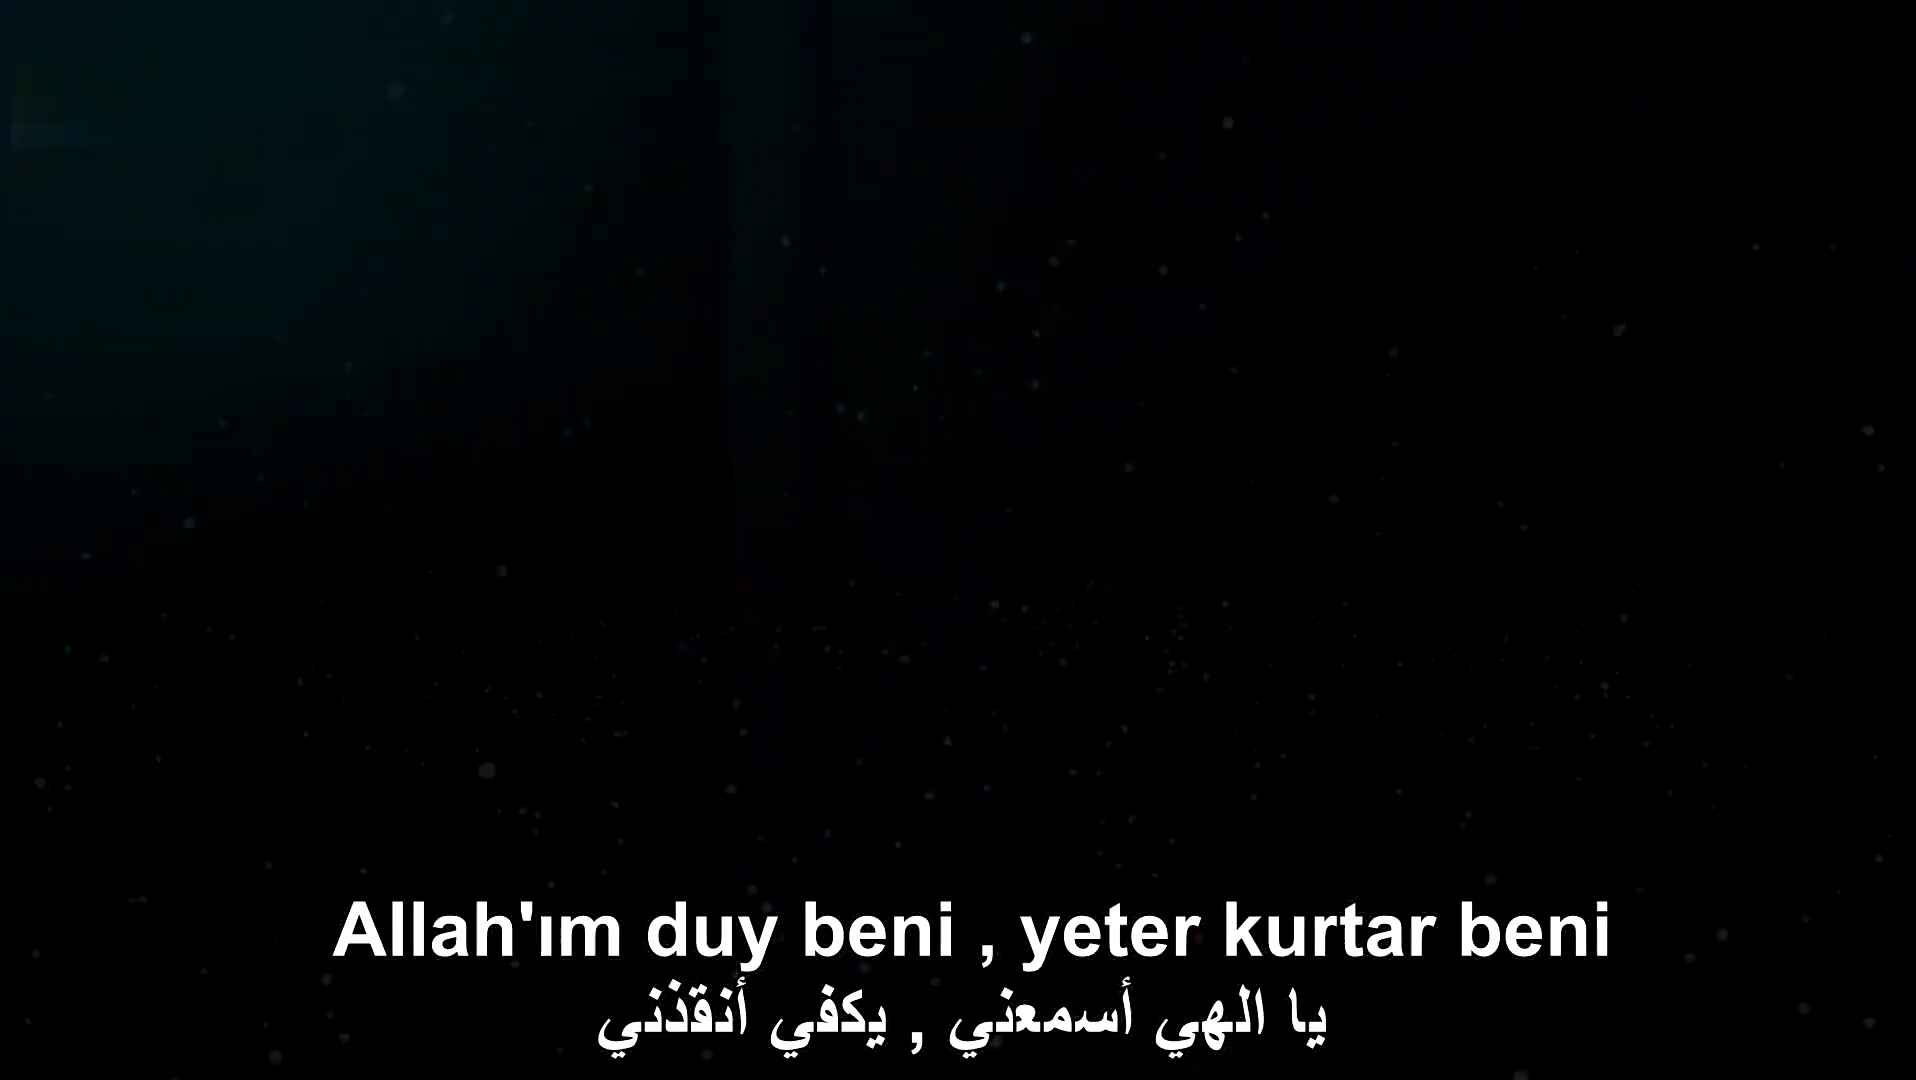 Allah'ım duy beni , yeter kurtar beni
يا الهي أسمعني , يكفي أنقذني